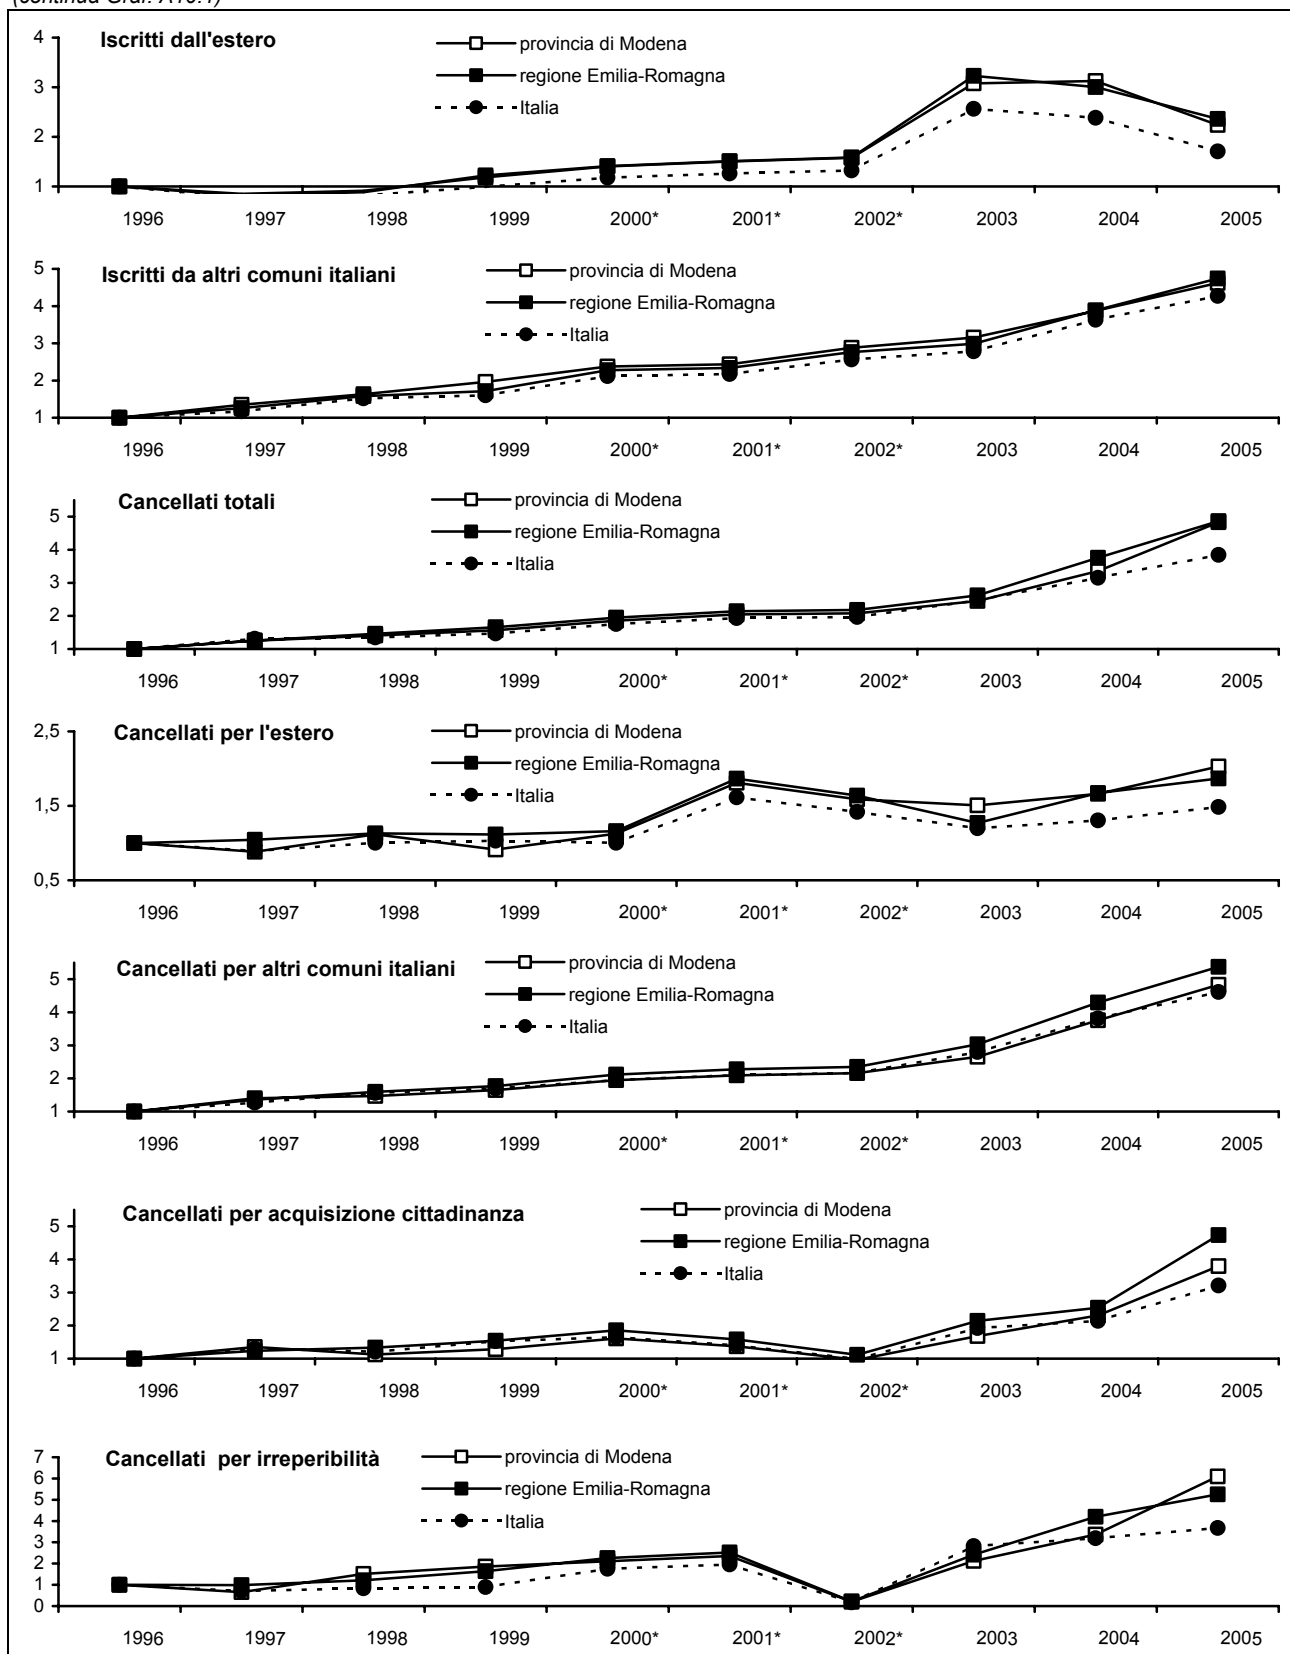 (continua Graf. A10.1)
Iscritti dall'estero
provincia di Modena
regione Emilia-Romagna
Italia
4
3
2
1
1996 1997 1998 1999 2000* 2001* 2002* 2003 2004 2005
Iscritti da altri comuni italiani
provincia di Modena
regione Emilia-Romagna
Italia
5
4
3
2
1
1996 1997 1998 1999 2000* 2001* 2002* 2003 2004 2005
Cancellati totali
provincia di Modena
regione Emilia-Romagna
Italia
5
4
3
2
1
1996 1997 1998 1999 2000* 2001* 2002* 2003 2004 2005
Cancellati per l'estero
provincia di Modena
regione Emilia-Romagna
Italia
2,5
1,5
0,5
1996 1997 1998 1999 2000* 2001* 2002* 2003 2004 2005
Cancellati per altri comuni italiani
provincia di Modena
regione Emilia-Romagna
Italia
5
4
3
2
1
1996 1997 1998 1999 2000* 2001* 2002* 2003 2004 2005
Cancellati per acquisizione cittadinanza
provincia di Modena
regione Emilia-Romagna
Italia
5
4
3
2
1
1996 1997 1998 1999 2000* 2001* 2002* 2003 2004 2005
Cancellati per irreperibilità
provincia di Modena
regione Emilia-Romagna
Italia
7
6
5
4
3
2
1
0
1996 1997 1998 1999 2000* 2001* 2002* 2003 2004 2005